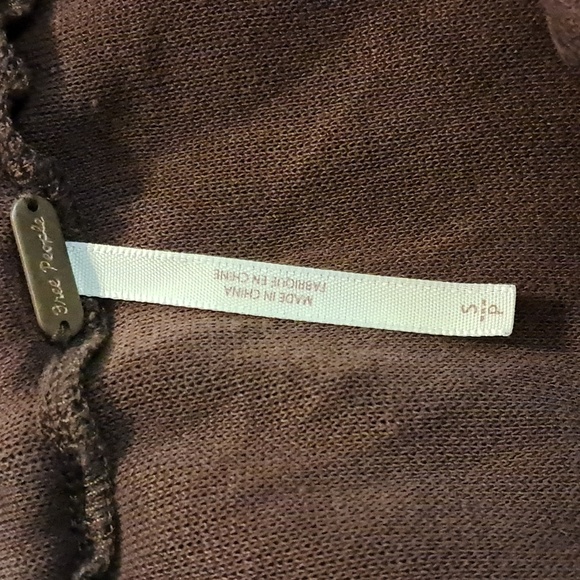 Free People
MADE IN CHINA
FABRIQUE EN CHINE
S
P